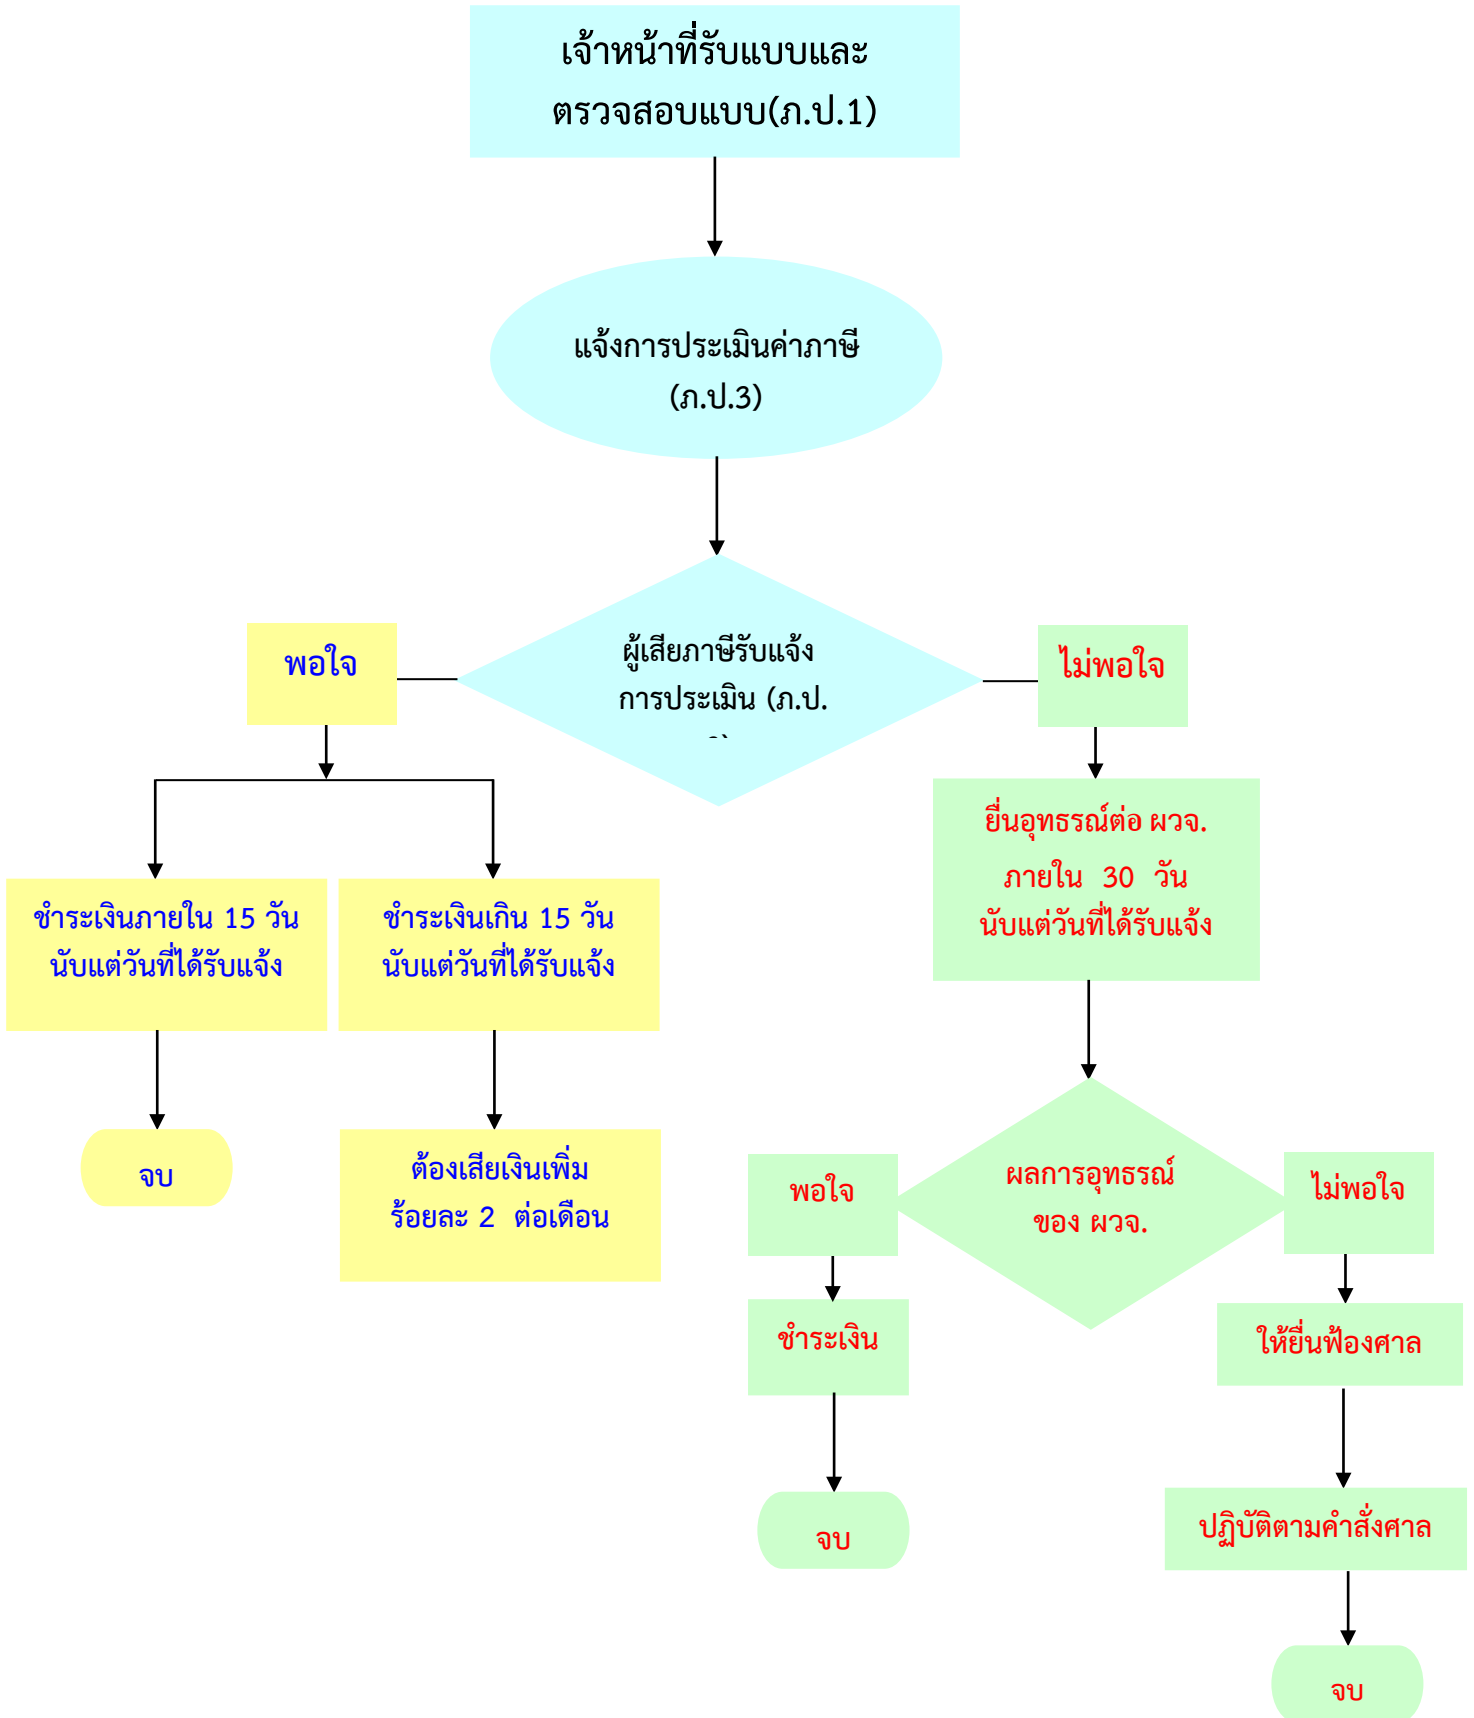 เจ้าหน้าที่รับแบบและ
ตรวจสอบแบบ(ภ.ป.1)
แจ้งการประเมินค่าภาษี
(ภ.ป.3)
ผู้เสียภาษีรับแจ้ง
การประเมิน (ภ.ป.
พอใจ
ไม่พอใจ
ชำระเงินภายใน 15 วัน
นับแต่วันที่ได้รับแจ้ง
ชำระเงินเกิน 15 วัน
นับแต่วันที่ได้รับแจ้ง
ยื่นอุทธรณ์ต่อ ผวจ.
ภายใน 30 วัน
นับแต่วันที่ได้รับแจ้ง
จบ
ต้องเสียเงินเพิ่ม
ร้อยละ 2 ต่อเดือน
ผลการอุทธรณ์
ของ ผวจ.
พอใจ
ไม่พอใจ
ชำระเงิน
ให้ยื่นฟ้องศาล
จบ
ปฏิบัติตามคำสั่งศาล
จบ